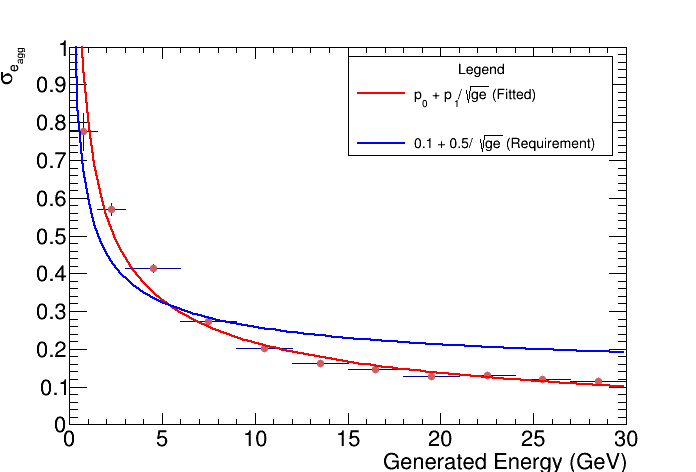 σ_e_agg
1
0.9
0.8
0.7
0.6
0.5
0.4
0.3
0.2
0.1
0
Legend
p₀ + p₁/√ge (Fitted)
0.1 + 0.5/ √ge (Requirement)
0 5 10 15 20 25 30
Generated Energy (GeV)